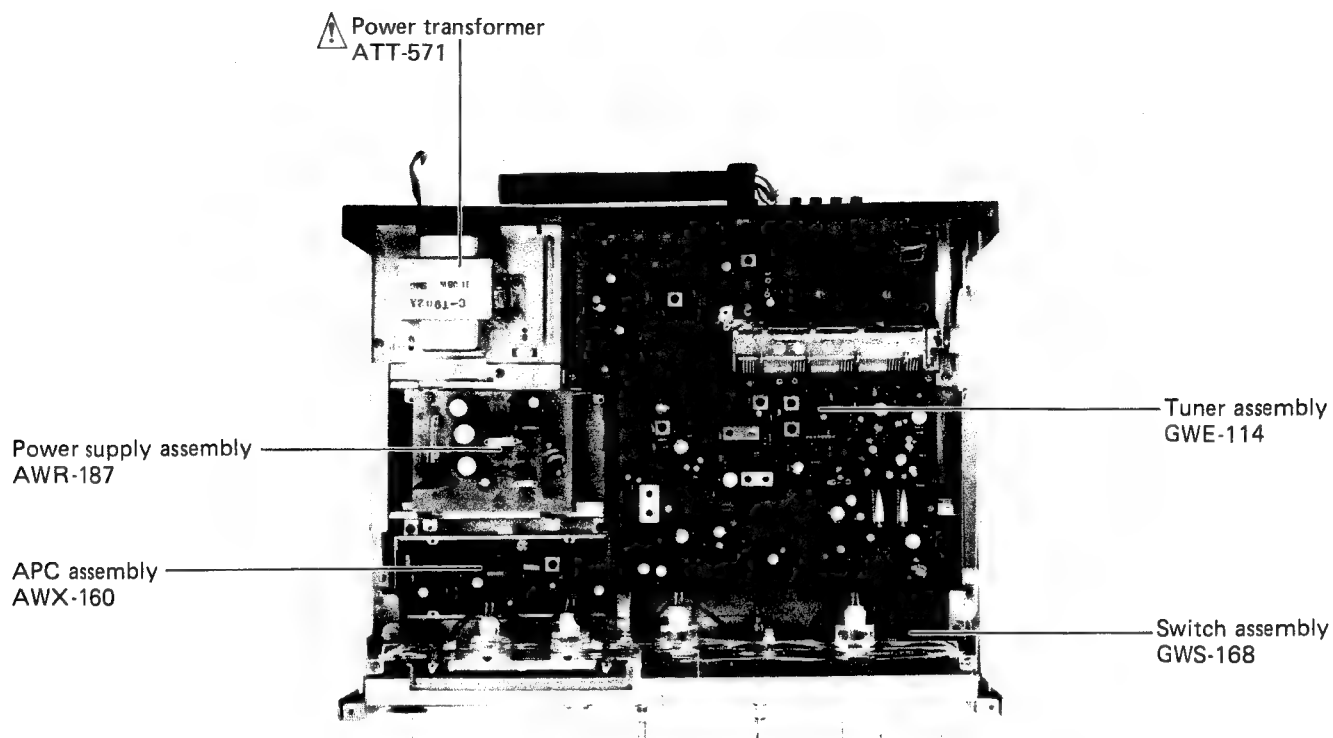 Power transformer
ATT-571
Power supply assembly
AWR-187
APC assembly
AWX-160
Tuner assembly
GWE-114
Switch assembly
GWS-168